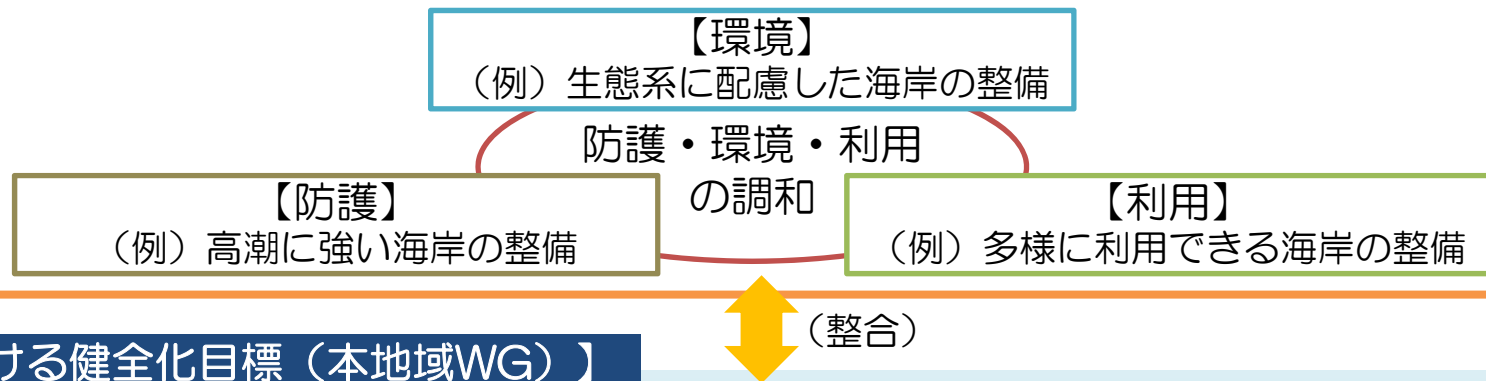 【環境】
（例）生態系に配慮した海岸の整備
防護・環境・利用
の調和
【防護】
（例）高潮に強い海岸の整備
【利用】
（例）多様に利用できる海岸の整備
（整合）
ける健全化目標（本地域WG）】